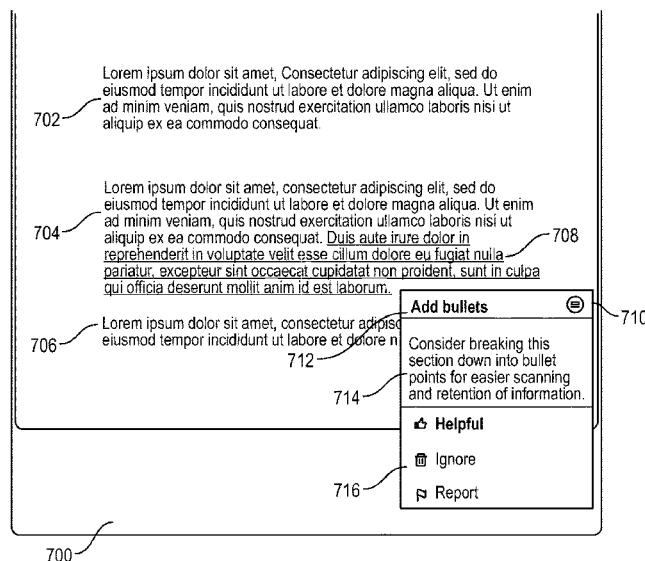 Lorem ipsum dolor sit amet, Consectetur adipiscing elit, sed do
eiusmod tempor incididunt ut labore et dolore magna aliqua. Ut enim
ad minim veniam, quis nostrud exercitation ullamco laboris nisi ut
aliquip ex ea commodo consequat.
702
Lorem ipsum dolor sit amet, consectetur adipiscing elit, sed do
eiusmod tempor incididunt ut labore et dolore magna aliqua. Ut enim
ad minim veniam, quis nostrud exercitation ullamco laboris nisi ut
aliquip ex ea commodo consequat. Duis aute irure dolor in
reprehenderit in voluptate velit esse cillum dolore eu fugiat nulla
pariatur, excepteur sint occaecat cupidatat non proident, sunt in culpa
qui officia deserunt mollit anim id est laborum.
704
708
Lorem ipsum dolor sit amet, consectetur adipisc
eiusmod tempor incididunt ut labore et dolore n
706
Add bullets
710
712
Consider breaking this
section down into bullet
points for easier scanning
and retention of information.
714
Helpful
Ignore
Report
716
700